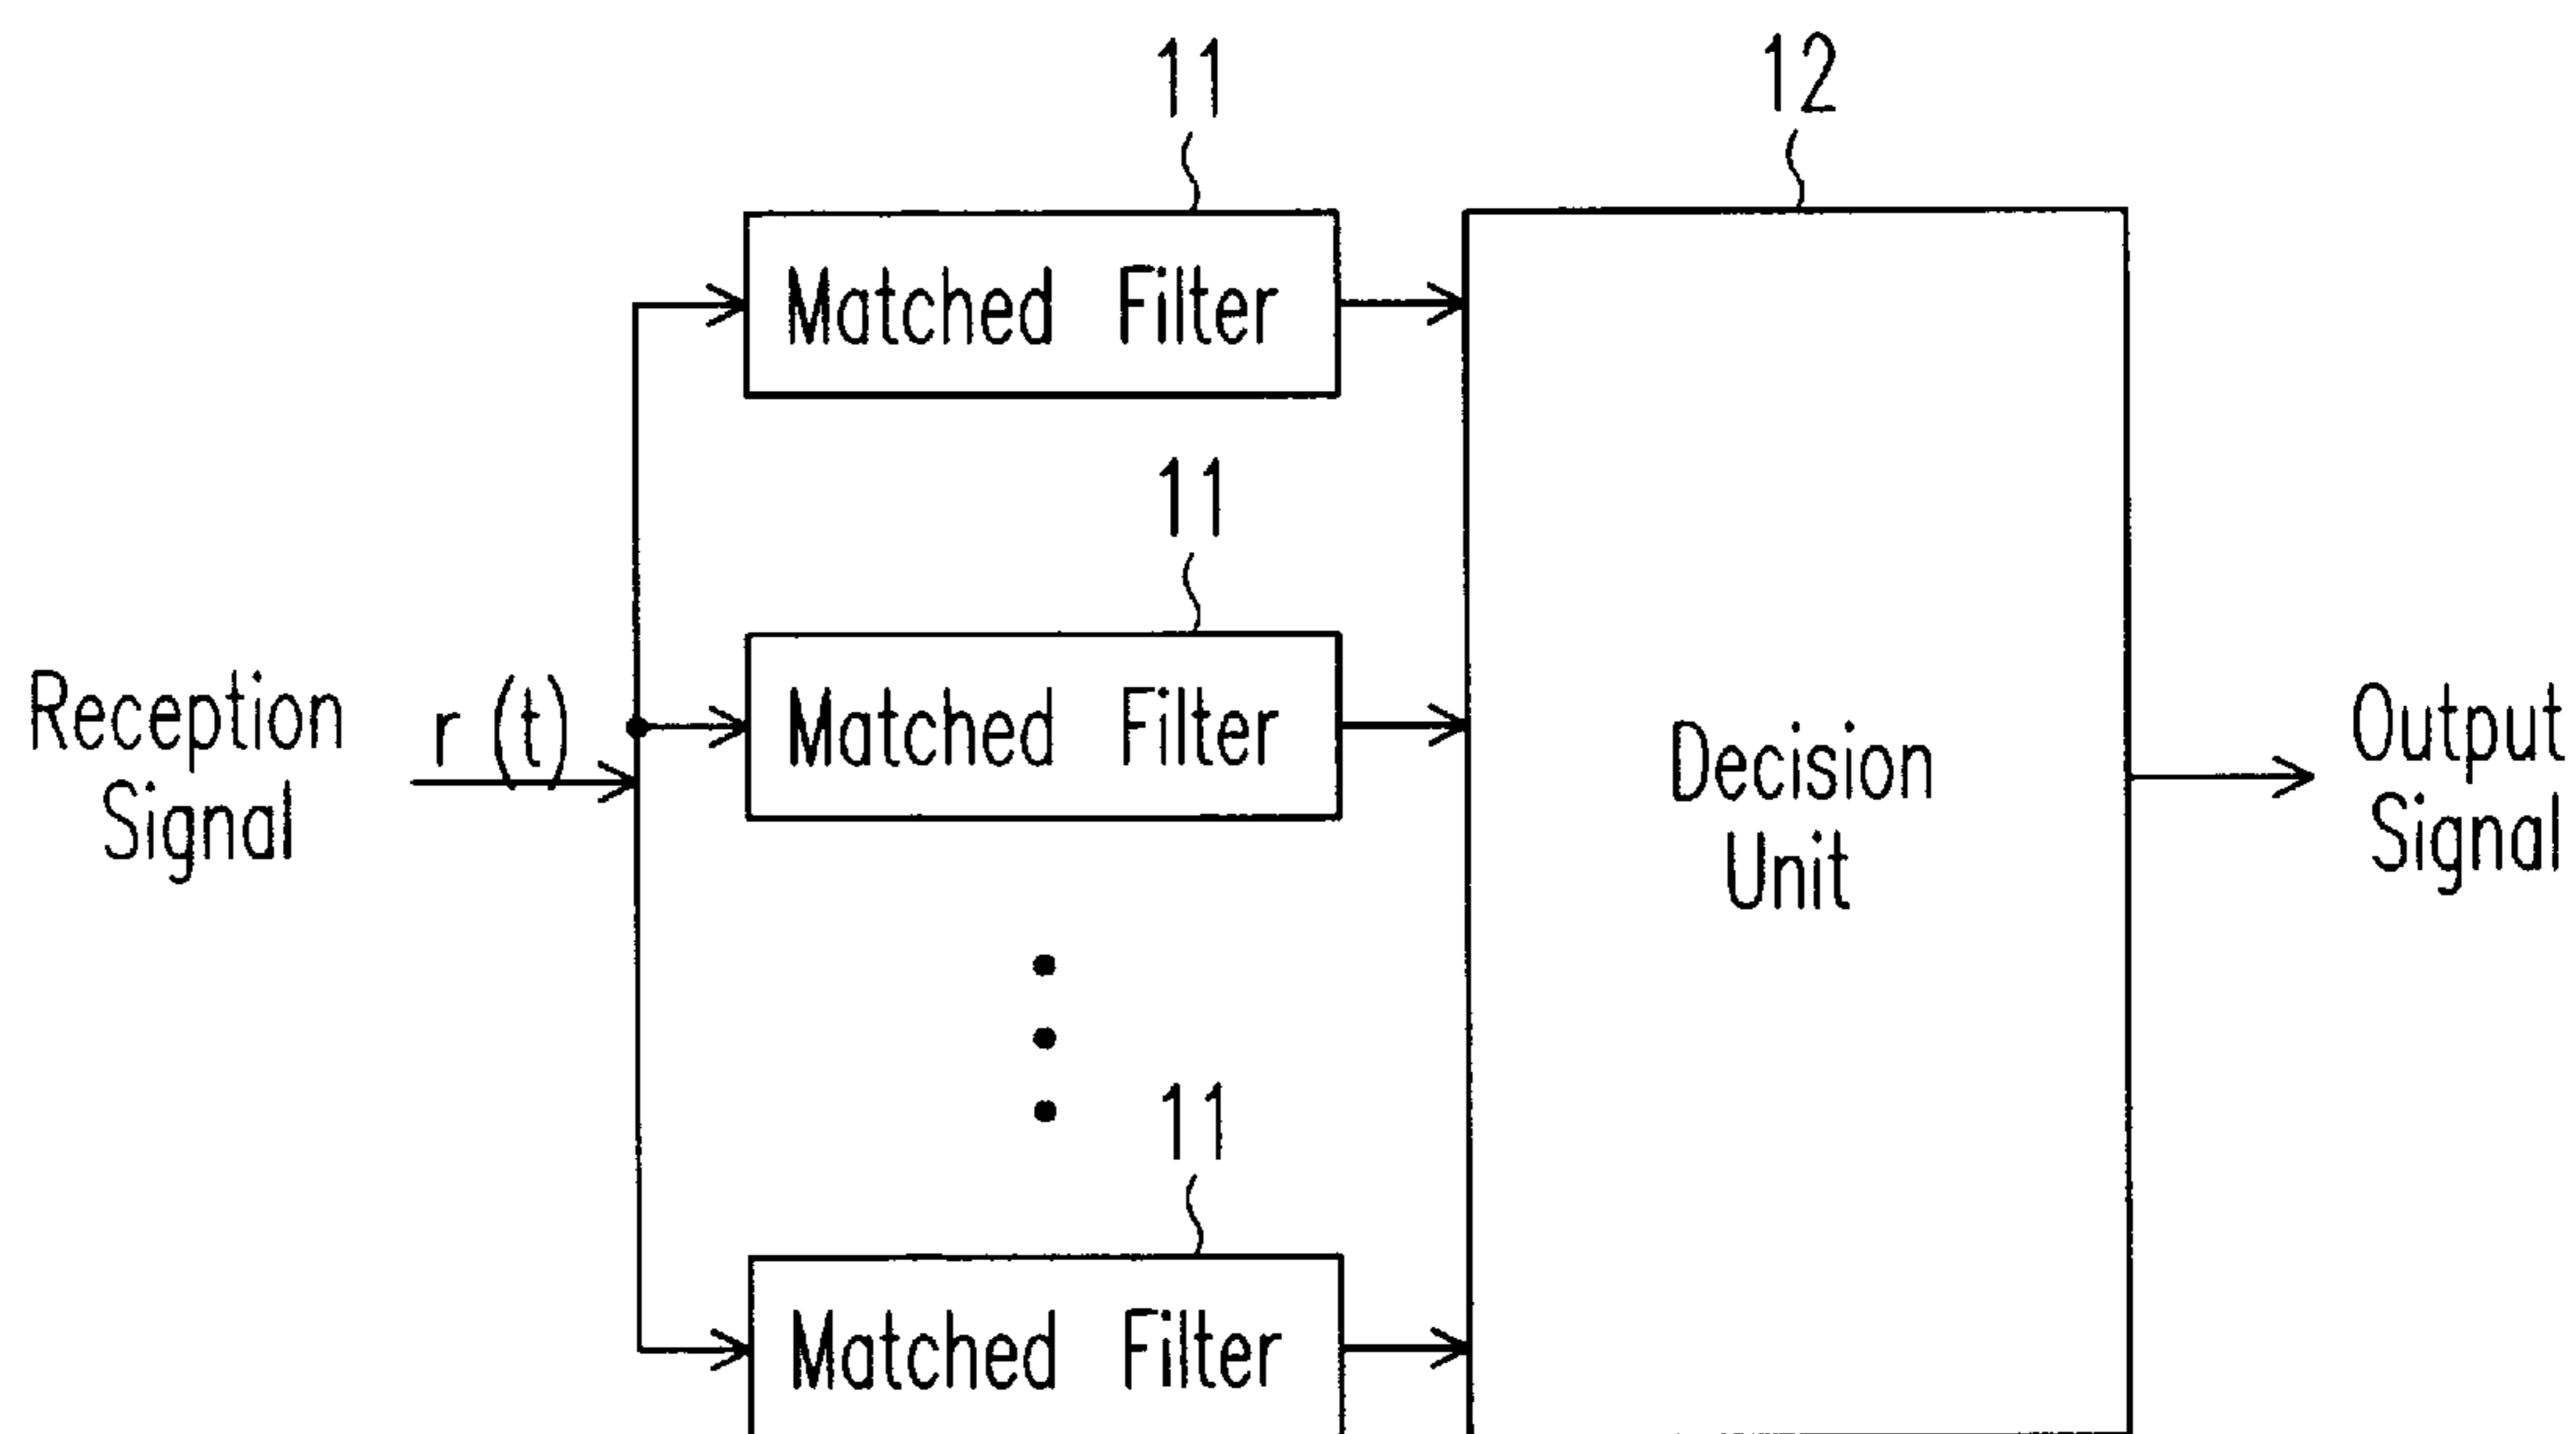 11
12
Matched Filter
11
Reception
Signal
r (t)
Matched Filter
Decision
Unit
Output
Signal
11
Matched Filter